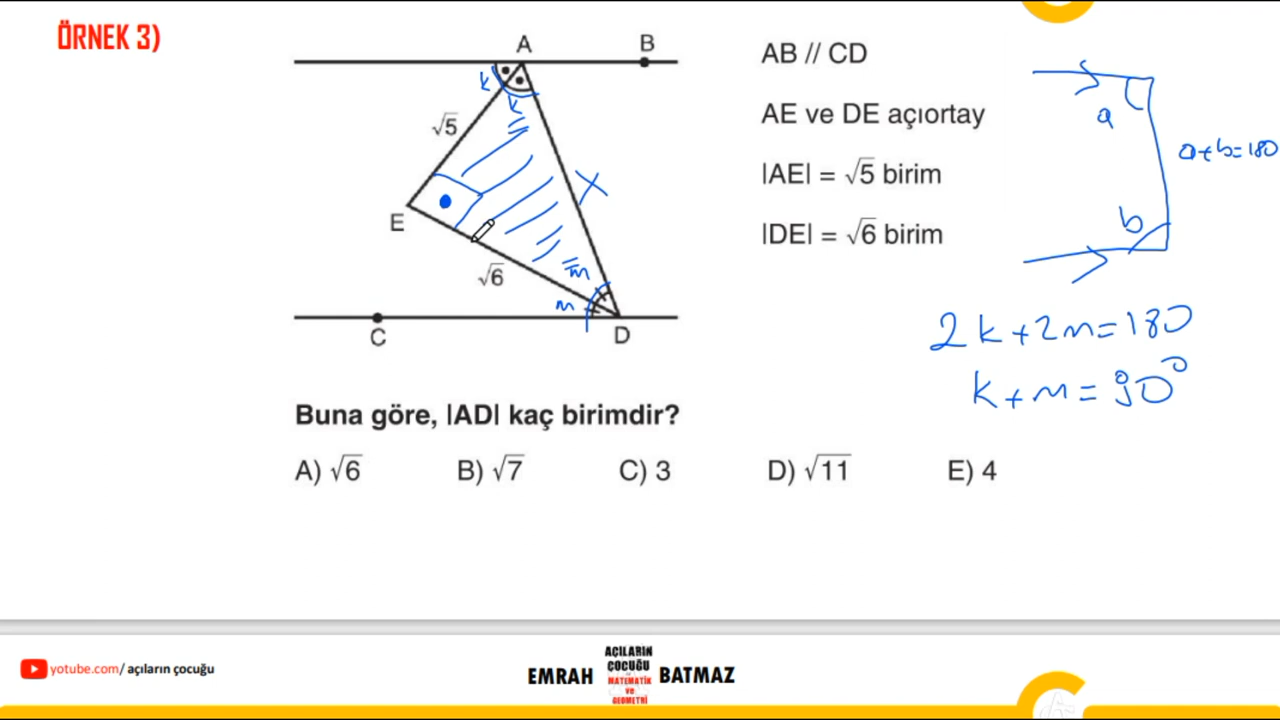 ÖRNEK 3)
A
B
k
k
√5
X
E
m
√6
m
C
D
AB // CD
AE ve DE açıortay
|AE| = √5 birim
|DE| = √6 birim
a
a+b=180
b
2k+2m=180
k+m=90°
Buna göre, |AD| kaç birimdir?
A) √6 B) √7 C) 3 D) √11 E) 4
yotube.com/ açıların çocuğu
EMRAH
AÇILARIN
ÇOCUĞU
MATEMATİK
ve
GEOMETRİ
BATMAZ